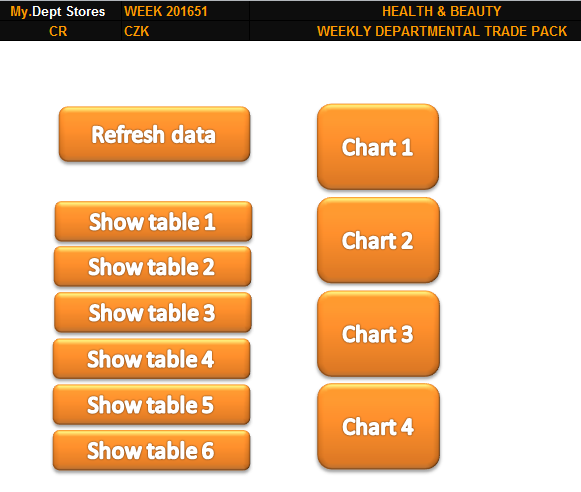 My.Dept Stores WEEK 201651 HEALTH & BEAUTY
CR CZK WEEKLY DEPARTMENTAL TRADE PACK
Refresh data
Show table 1
Show table 2
Show table 3
Show table 4
Show table 5
Show table 6
Chart 1
Chart 2
Chart 3
Chart 4